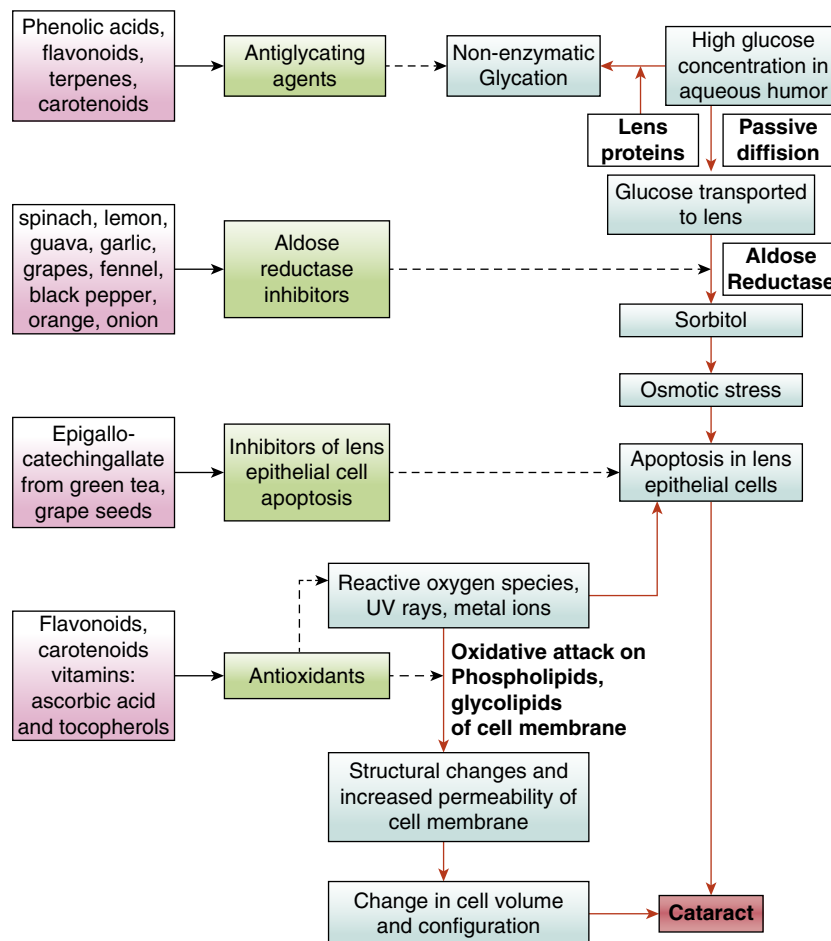 Phenolic acids,
flavonoids,
terpenes,
carotenoids
Antiglycating
agents
Non-enzymatic
Glycation
High glucose
concentration in
aqueous humor
Lens
proteins
Passive
diffision
Glucose transported
to lens
spinach, lemon,
guava, garlic,
grapes, fennel,
black pepper,
orange, onion
Aldose
reductase
inhibitors
Aldose
Reductase
Sorbitol
Osmotic stress
Epigallo-
catechingallate
from green tea,
grape seeds
Inhibitors of lens
epithelial cell
apoptosis
Apoptosis in lens
epithelial cells
Reactive oxygen species,
UV rays, metal ions
Flavonoids,
carotenoids
vitamins:
ascorbic acid
and tocopherols
Antioxidants
Oxidative attack on
Phospholipids,
glycolipids
of cell membrane
Structural changes and
increased permeability of
cell membrane
Change in cell volume
and configuration
Cataract